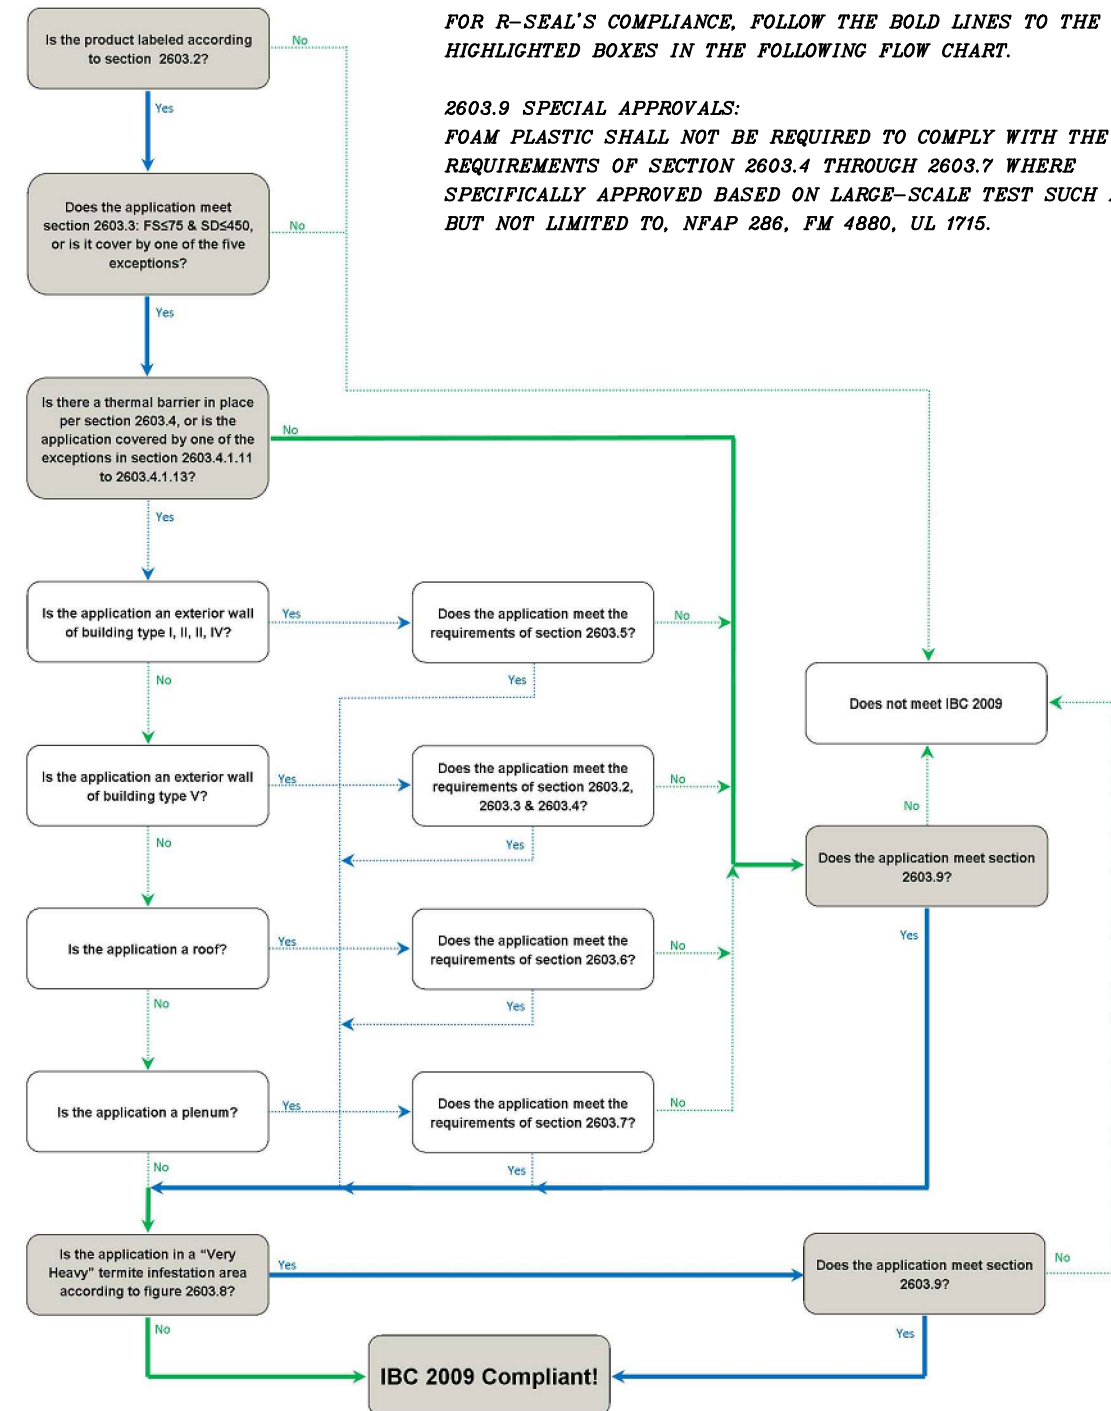 FOR R-SEAL'S COMPLIANCE, FOLLOW THE BOLD LINES TO THE
HIGHLIGHTED BOXES IN THE FOLLOWING FLOW CHART.
2603.9 SPECIAL APPROVALS:
FOAM PLASTIC SHALL NOT BE REQUIRED TO COMPLY WITH THE
REQUIREMENTS OF SECTION 2603.4 THROUGH 2603.7 WHERE
SPECIFICALLY APPROVED BASED ON LARGE-SCALE TEST SUCH
BUT NOT LIMITED TO, NFAP 286, FM 4880, UL 1715.
Is the product labeled according
to section 2603.2?
No
Yes
Does the application meet
section 2603.3: FS≤75 & SD≤450,
or is it cover by one of the five
exceptions?
No
Yes
Is there a thermal barrier in place
per section 2603.4, or is the
application covered by one of the
exceptions in section 2603.4.1.11
to 2603.4.1.13?
No
Yes
Is the application an exterior wall
of building type I, II, II, IV?
Yes
Does the application meet the
requirements of section 2603.5?
No
No
Yes
Does not meet IBC 2009
Is the application an exterior wall
of building type V?
Yes
Does the application meet the
requirements of section 2603.2,
2603.3 & 2603.4?
No
No
No
Yes
Does the application meet section
2603.9?
Yes
Is the application a roof?
Yes
Does the application meet the
requirements of section 2603.6?
No
No
Yes
Is the application a plenum?
Yes
Does the application meet the
requirements of section 2603.7?
No
No
Yes
Is the application in a “Very
Heavy” termite infestation area
according to figure 2603.8?
Yes
Does the application meet section
2603.9?
No
No
Yes
IBC 2009 Compliant!